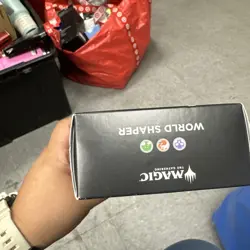 MAGIC
THE GATHERING
WORLD SHAPER